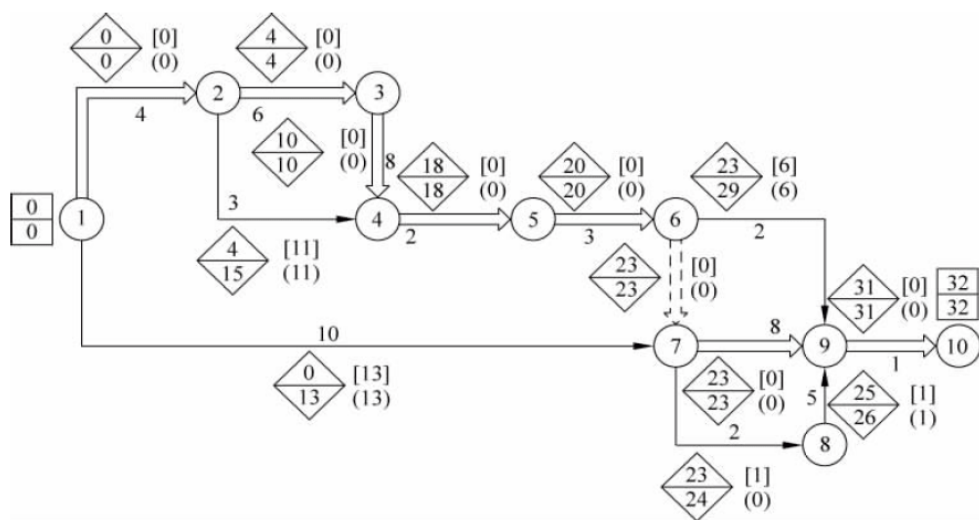 0 [0] 4 [0]
0 (0) 4 (0)
2 3
4 6
10 [0]
10 (0) 8 18 [0] 20 [0] 23 [6]
18 (0) 20 (0) 29 (6)
0
0 1 3 4 2 5 3 6 2
4 [11]
15 (11)
23 [0]
23 (0)
31 [0] 32
31 (0) 32
10 7 8 9 1 10
0 [13]
13 (13)
23 [0]
23 (0)
5 25 [1]
26 (1)
2 8
23 [1]
24 (0)